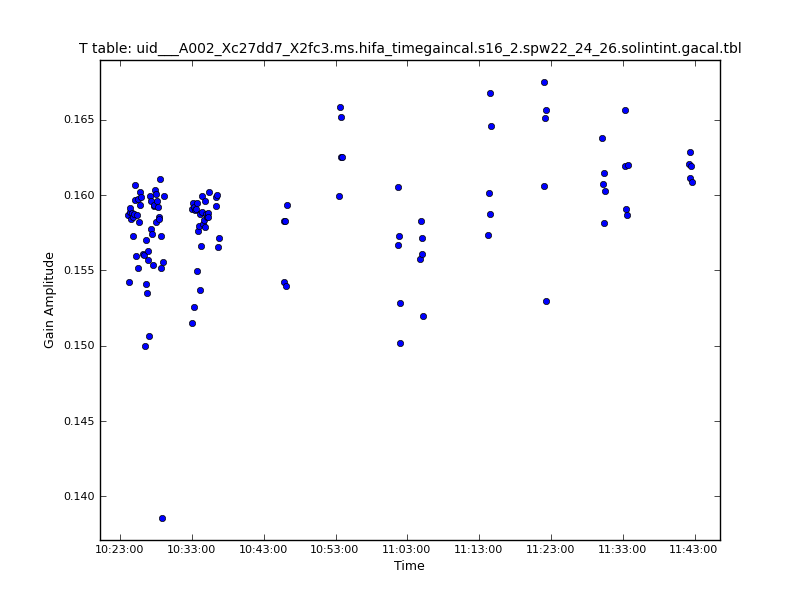 T table: uid___A002_Xc27dd7_X2fc3.ms.hifa_timegaincal.s16_2.spw22_24_26.solintint.gacal.tbl
0.165
0.160
0.155
0.150
0.145
0.140
Gain Amplitude
10:23:00 10:33:00 10:43:00 10:53:00 11:03:00 11:13:00 11:23:00 11:33:00 11:43:00
Time